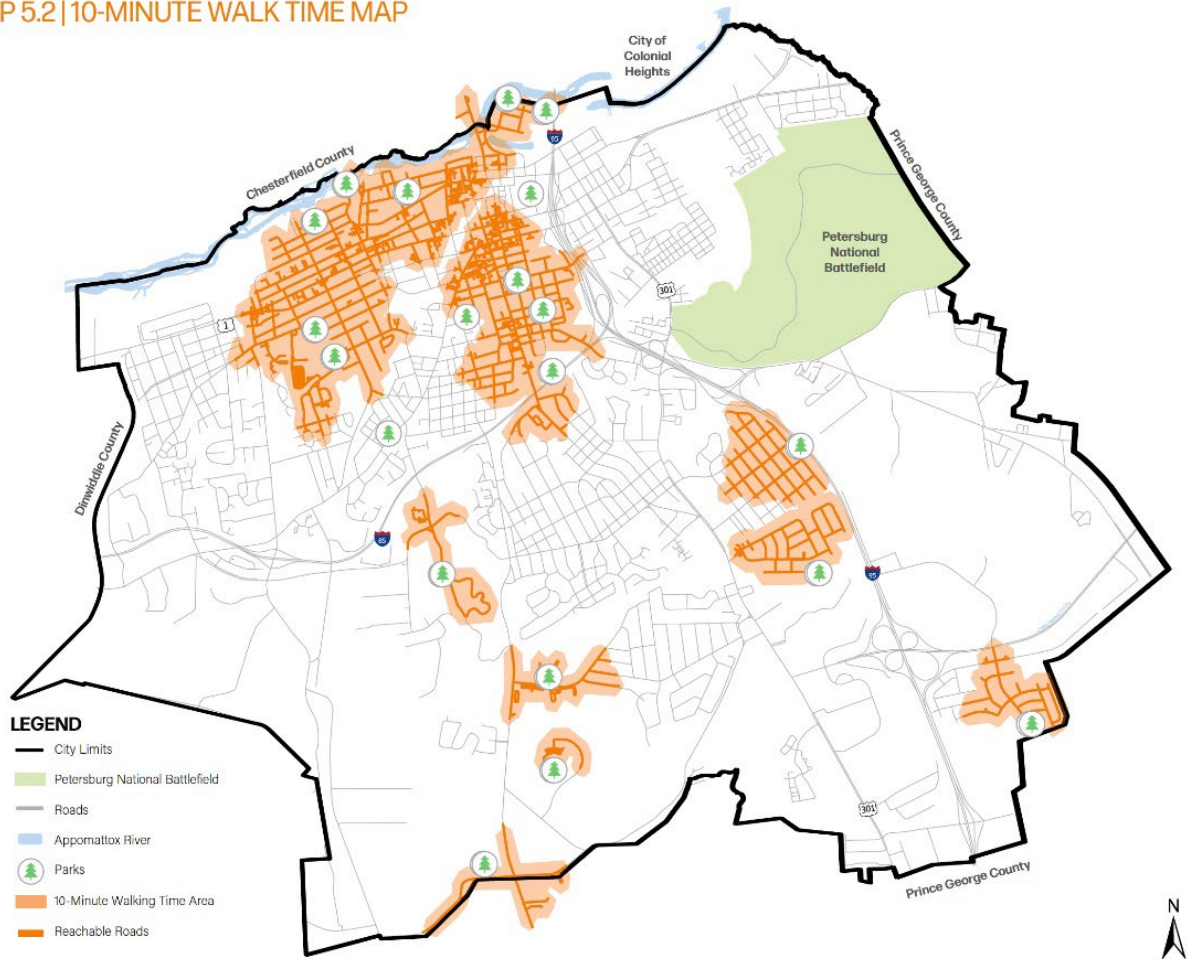 P 5.2 | 10-MINUTE WALK TIME MAP
City of
Colonial
Heights
95
Chesterfield County
Prince George County
Petersburg
National
Battlefield
301
1
Dinwiddie County
85
95
LEGEND
City Limits
Petersburg National Battlefield
Roads
Appomattox River
Parks
10-Minute Walking Time Area
Reachable Roads
301
Prince George County
N